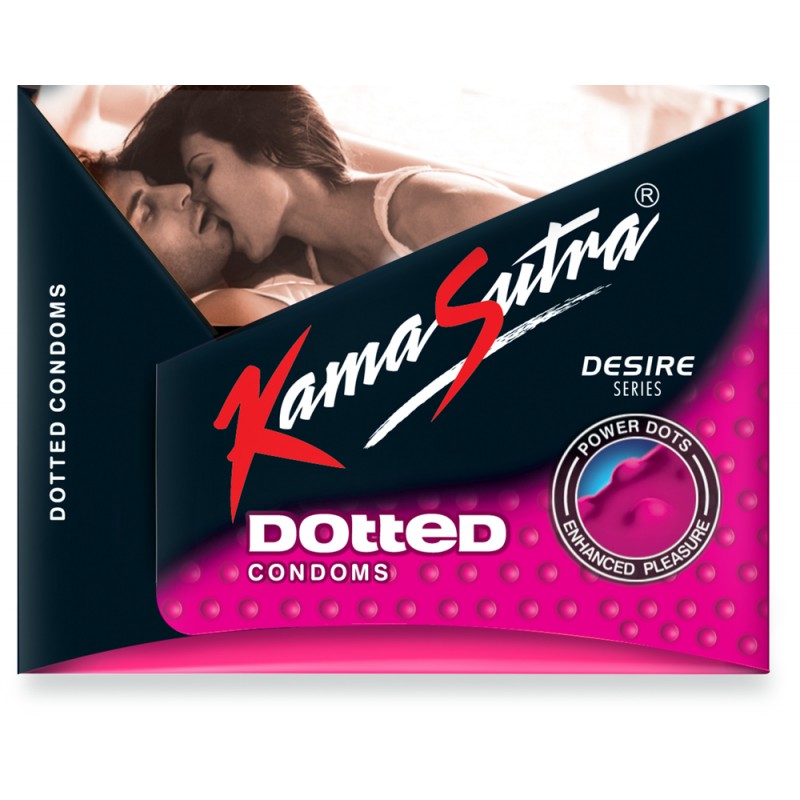 DOTTED CONDOMS
KamaSutra®
DESIRE
SERIES
POWER DOTS
ENHANCED PLEASURE
DOtteD
CONDOMS